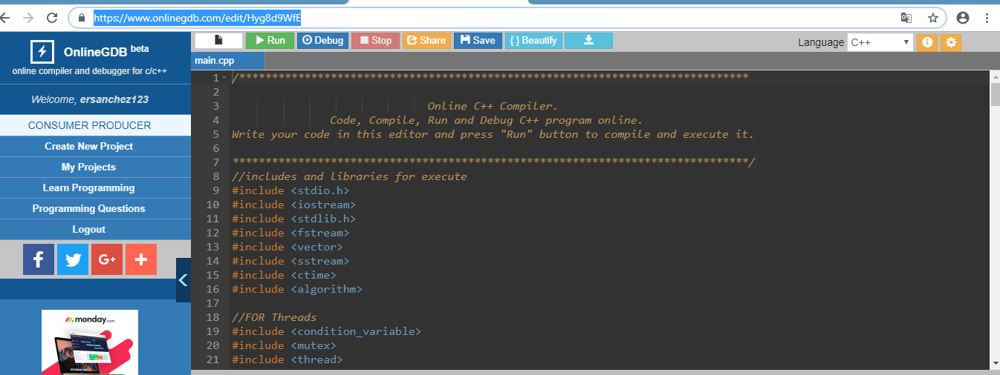 https://www.onlinegdb.com/edit/Hyg8d9WfE
OnlineGDB beta
online compiler and debugger for c/c++
Welcome, ersanchez123
CONSUMER PRODUCER
Create New Project
My Projects
Learn Programming
Programming Questions
Logout
f G+ +
monday.com
Run Debug Stop Share Save { } Beautify
Language C++
main.cpp
1 /******************************************************************************
2
3 Online C++ Compiler.
4 Code, Compile, Run and Debug C++ program online.
5 Write your code in this editor and press "Run" button to compile and execute it.
6
7 *******************************************************************************/
8 //includes and libraries for execute
9 #include <stdio.h>
10 #include <iostream>
11 #include <stdlib.h>
12 #include <fstream>
13 #include <vector>
14 #include <sstream>
15 #include <ctime>
16 #include <algorithm>
17
18 //FOR Threads
19 #include <condition_variable>
20 #include <mutex>
21 #include <thread>